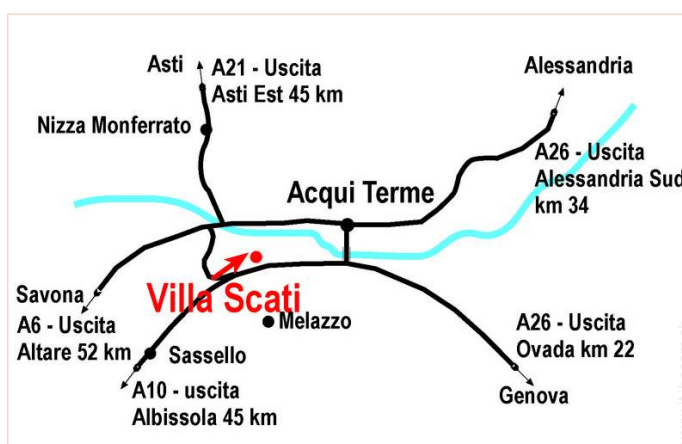 Asti
A21 - Uscita
Asti Est 45 km
Alessandria
Nizza Monferrato
A26 - Uscita
Alessandria Sud
km 34
Acqui Terme
Villa Scati
Savona
A6 - Uscita
Altare 52 km
Melazzo
Sassello
A26 - Uscita
Ovada km 22
A10 - uscita
Albissola 45 km
Genova